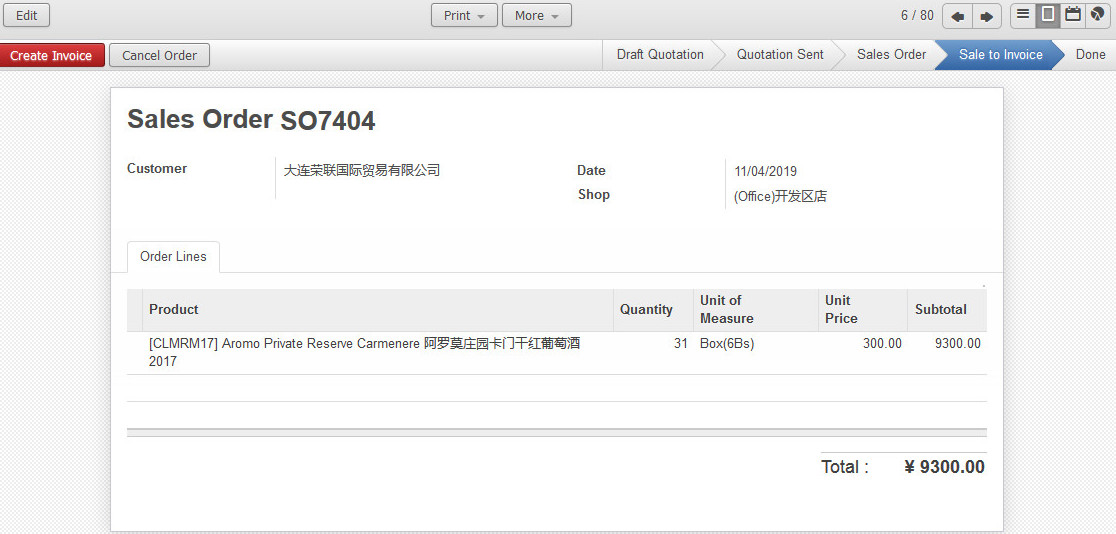 Edit
Print
More
6 / 80
Create Invoice
Cancel Order
Draft Quotation
Quotation Sent
Sales Order
Sale to Invoice
Done
Sales Order SO7404
Customer
大连荣联国际贸易有限公司
Date
11/04/2019
Shop
(Office)开发区店
Order Lines
Product
Quantity
Unit of
Measure
Unit
Price
Subtotal
[CLMRM17] Aromo Private Reserve Carmenere 阿罗莫庄园卡门干红葡萄酒
2017
31
Box(6Bs)
300.00
9300.00
Total :
¥ 9300.00